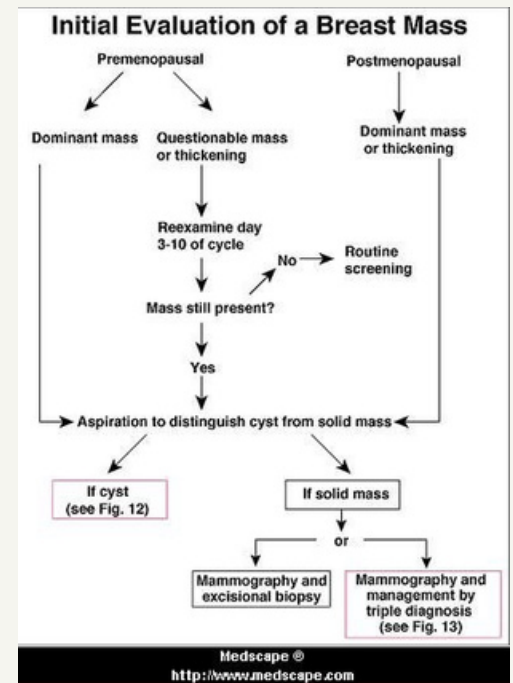 Initial Evaluation of a Breast Mass
Premenopausal
Postmenopausal
Dominant mass
Questionable mass
or thickening
Dominant mass
or thickening
Reexamine day
3-10 of cycle
No
Routine
screening
Mass still present?
Yes
Aspiration to distinguish cyst from solid mass
If cyst
(see Fig. 12)
If solid mass
or
Mammography and
excisional biopsy
Mammography and
management by
triple diagnosis
(see Fig. 13)
Medscape ®
http://www.medscape.com